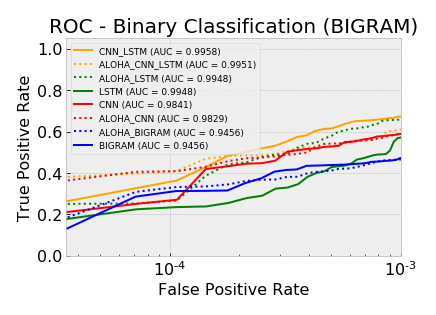 ROC - Binary Classification (BIGRAM)
CNN_LSTM (AUC = 0.9958)
ALOHA_CNN_LSTM (AUC = 0.9951)
ALOHA_LSTM (AUC = 0.9948)
LSTM (AUC = 0.9948)
CNN (AUC = 0.9841)
ALOHA_CNN (AUC = 0.9829)
ALOHA_BIGRAM (AUC = 0.9456)
BIGRAM (AUC = 0.9456)
True Positive Rate
1.0
0.8
0.6
0.4
0.2
0.0
10⁻⁴
10⁻³
False Positive Rate